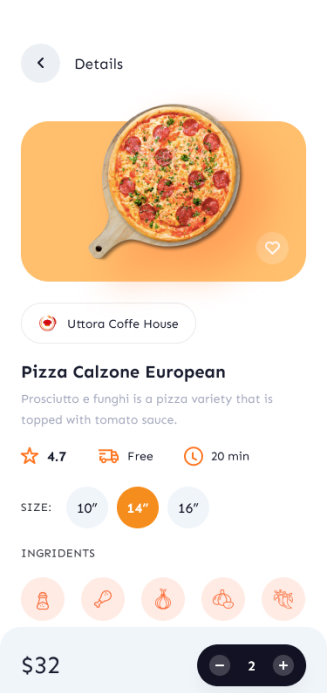 Details
Uttora Coffe House
Pizza Calzone European
Prosciutto e funghi is a pizza variety that is
topped with tomato sauce.
4.7 Free 20 min
SIZE: 10” 14” 16”
INGRIDENTS
$32 2